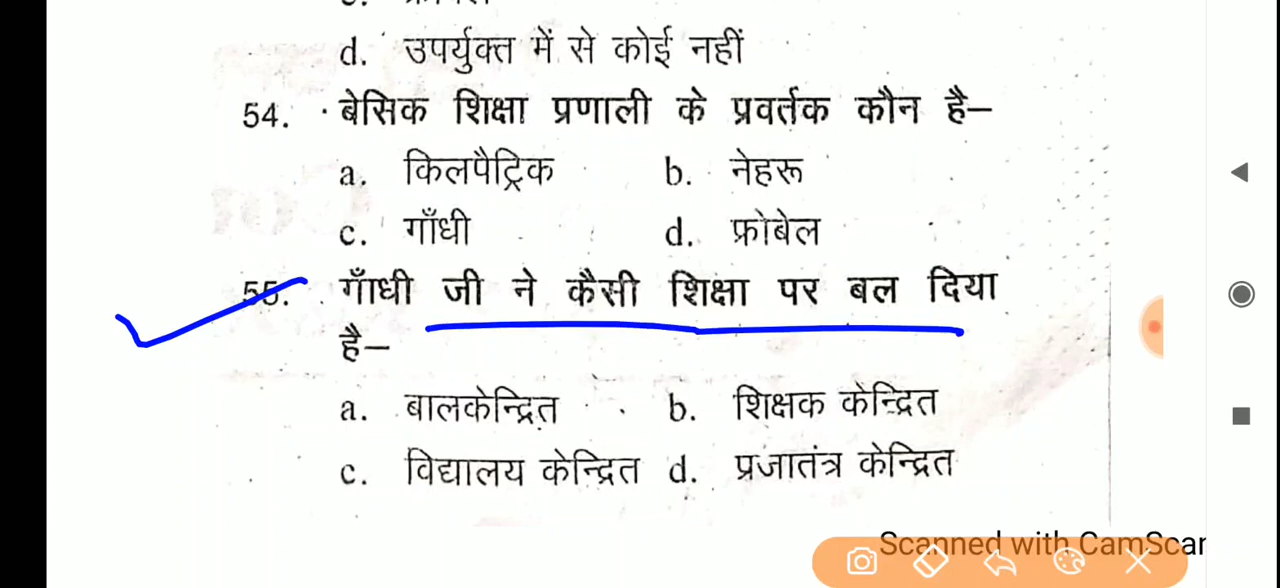 d. उपर्युक्त में से कोई नहीं
54. बेसिक शिक्षा प्रणाली के प्रवर्तक कौन है–
a. किलपैट्रिक b. नेहरू
c. गाँधी d. फ्रोबेल
55. गाँधी जी ने कैसी शिक्षा पर बल दिया
है–
a. बालकेन्द्रित b. शिक्षक केन्द्रित
c. विद्यालय केन्द्रित d. प्रजातंत्र केन्द्रित
Scanned with CamScar